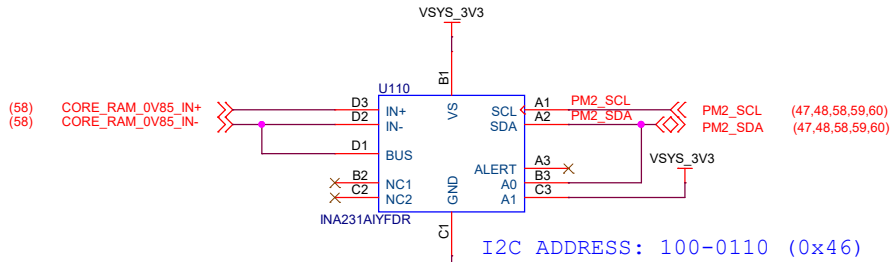 VSYS_3V3
B1
U110
(58) CORE_RAM_0V85_IN+ D3 IN+ VS SCL A1 PM2_SCL PM2_SCL (47,48,58,59,60)
(58) CORE_RAM_0V85_IN- D2 IN- SDA A2 PM2_SDA PM2_SDA (47,48,58,59,60)
D1 BUS
ALERT A3 VSYS_3V3
B2 NC1 A0 B3
C2 NC2 GND A1 C3
INA231AIYFDR
C1
I2C ADDRESS: 100-0110 (0x46)